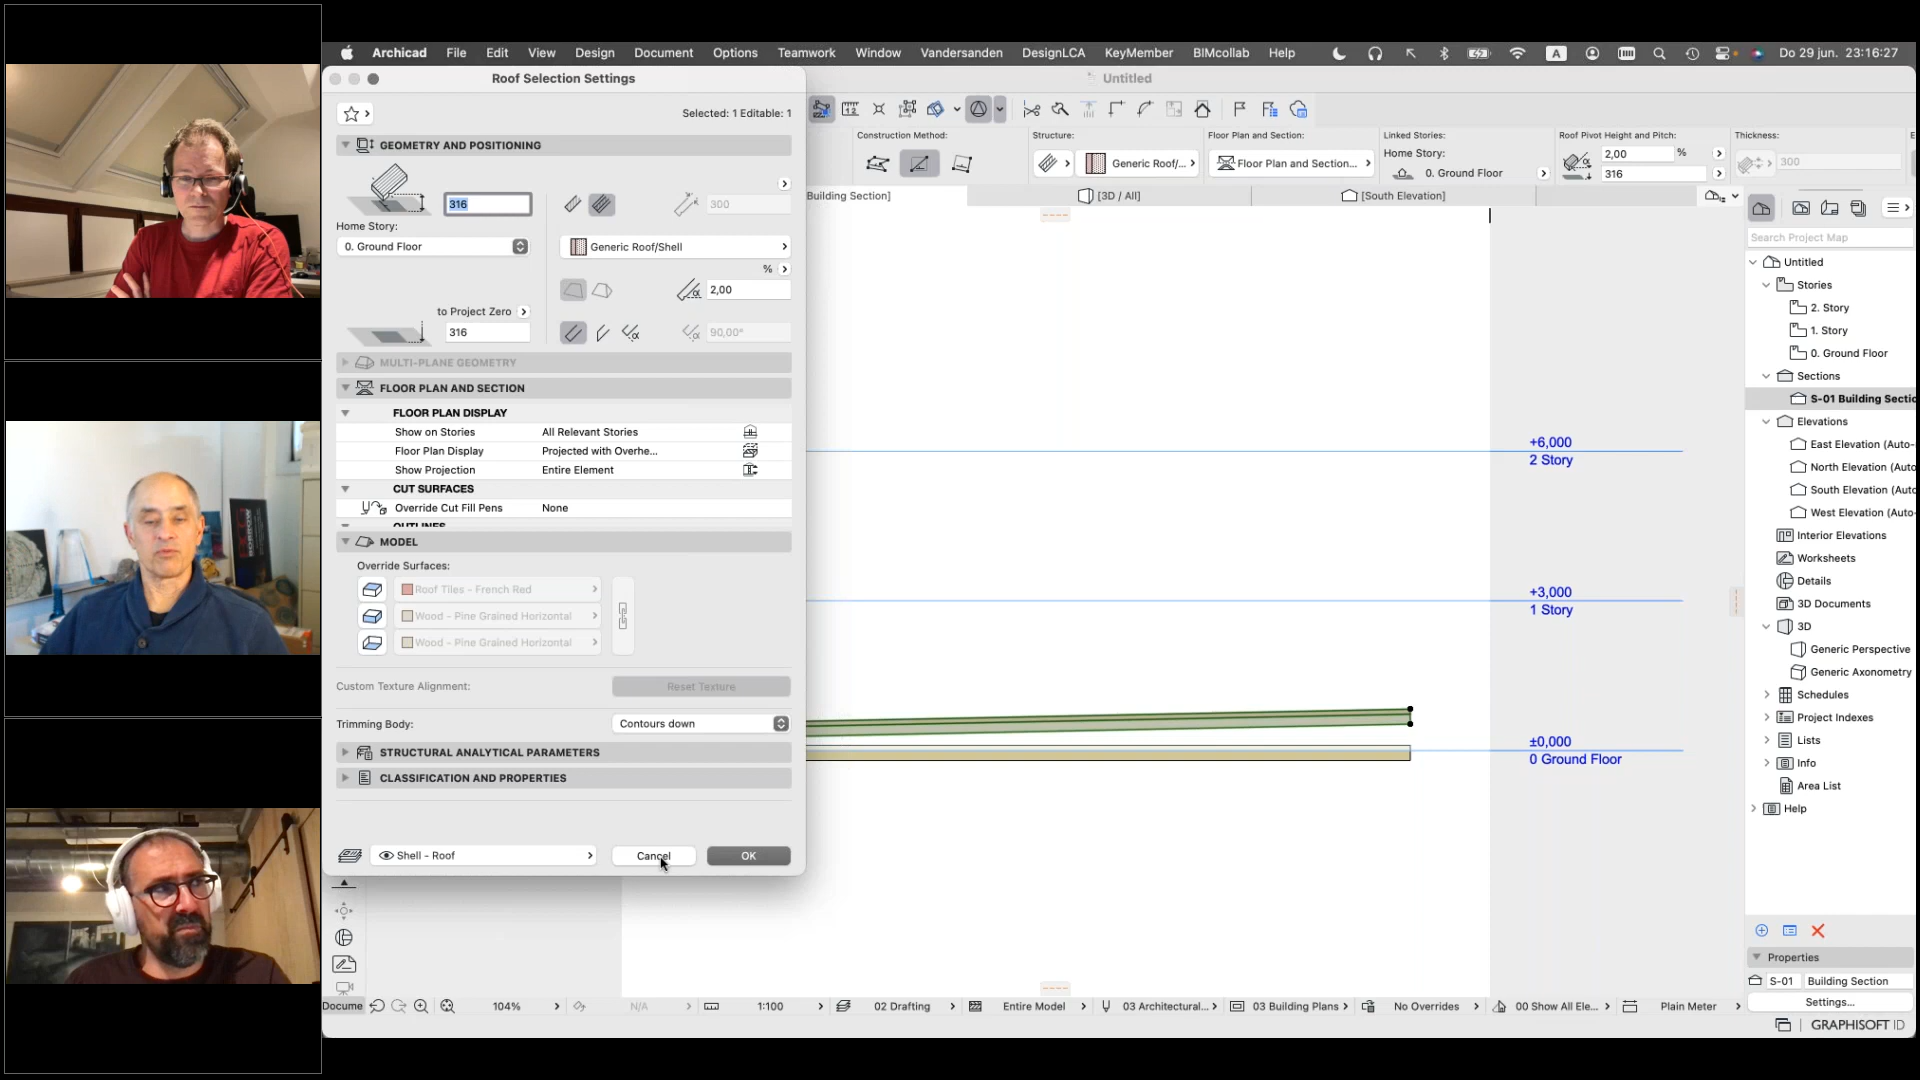 Archicad File Edit View Design Document Options Teamwork Window Vandersanden DesignLCA KeyMember BIMcollab Help A Do 29 jun. 23:16:27
Roof Selection Settings
Untitled
Selected: 1 Editable: 1
GEOMETRY AND POSITIONING
316
300
Home Story:
0. Ground Floor
Generic Roof/Shell
%
2,00
to Project Zero
316
90,00°
MULTI-PLANE GEOMETRY
FLOOR PLAN AND SECTION
FLOOR PLAN DISPLAY
Show on Stories All Relevant Stories
Floor Plan Display Projected with Overhe...
Show Projection Entire Element
CUT SURFACES
Override Cut Fill Pens None
OUTLINES
MODEL
Override Surfaces:
Roof Tiles - French Red
Wood - Pine Grained Horizontal
Wood - Pine Grained Horizontal
Custom Texture Alignment: Reset Texture
Trimming Body: Contours down
STRUCTURAL ANALYTICAL PARAMETERS
CLASSIFICATION AND PROPERTIES
Shell - Roof Cancel OK
Construction Method: Structure: Floor Plan and Section: Linked Stories: Roof Pivot Height and Pitch: Thickness:
Generic Roof/... Floor Plan and Section... Home Story: 2,00 % 300
0. Ground Floor 316
Building Section] [3D / All] [South Elevation]
+6,000
2 Story
+3,000
1 Story
±0,000
0 Ground Floor
Search Project Map
Untitled
Stories
2. Story
1. Story
0. Ground Floor
Sections
S-01 Building Sectio
Elevations
East Elevation (Auto-
North Elevation (Auto
South Elevation (Auto
West Elevation (Auto-
Interior Elevations
Worksheets
Details
3D Documents
3D
Generic Perspective
Generic Axonometry
Schedules
Project Indexes
Lists
Info
Area List
Help
Properties
S-01 Building Section
Settings...
Docume 104% N/A 1:100 02 Drafting Entire Model 03 Architectural... 03 Building Plans No Overrides 00 Show All Ele... Plain Meter
GRAPHISOFT ID